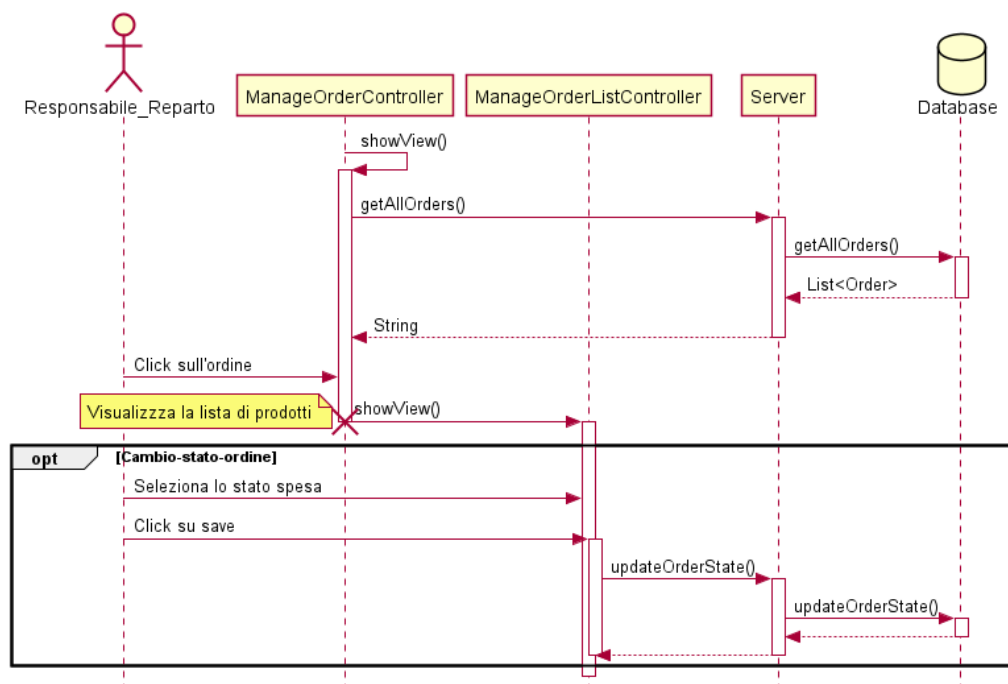 Responsabile_Reparto
ManageOrderController
ManageOrderListController
Server
Database
showView()
getAllOrders()
getAllOrders()
List<Order>
String
Click sull'ordine
Visualizzza la lista di prodotti
showView()
opt
[Cambio-stato-ordine]
Seleziona lo stato spesa
Click su save
updateOrderState()
updateOrderState()